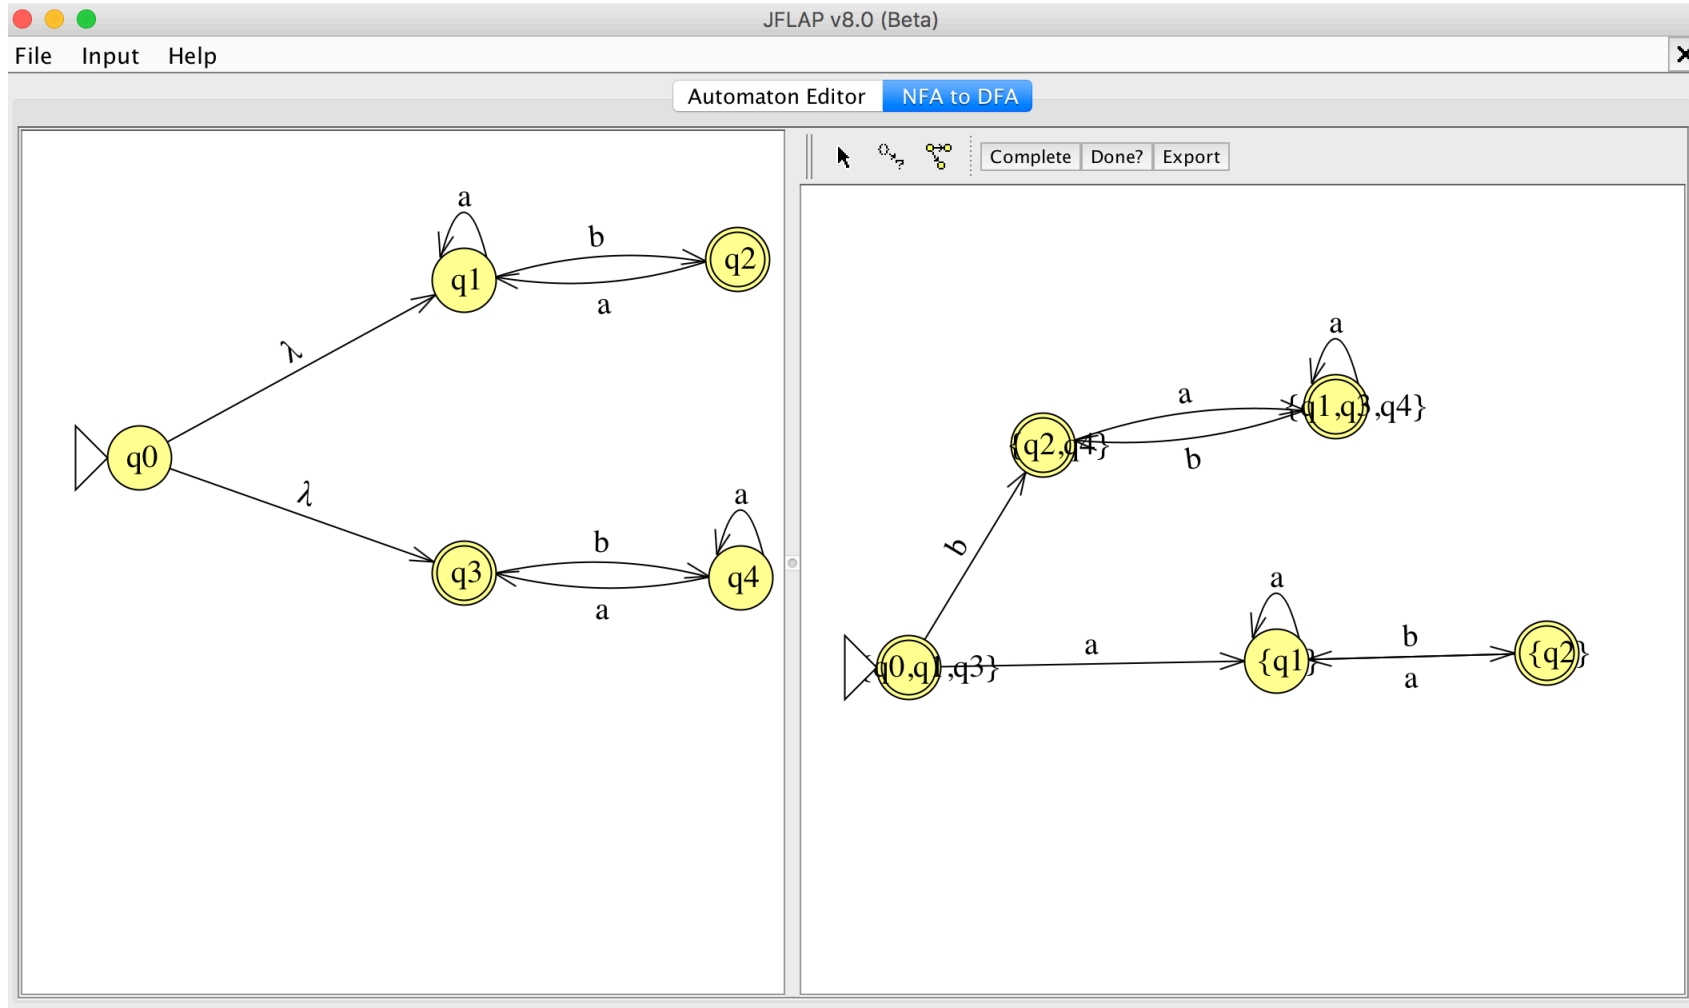 JFLAP v8.0 (Beta)
File Input Help
Automaton Editor NFA to DFA
Complete Done? Export
a
b
q1
q2
a
λ
q0
λ
a
b
q3
q4
a
a
a
{q1,q3,q4}
{q2,q4}
b
b
a
a
b
{q0,q1,q3}
{q1}
{q2}
a